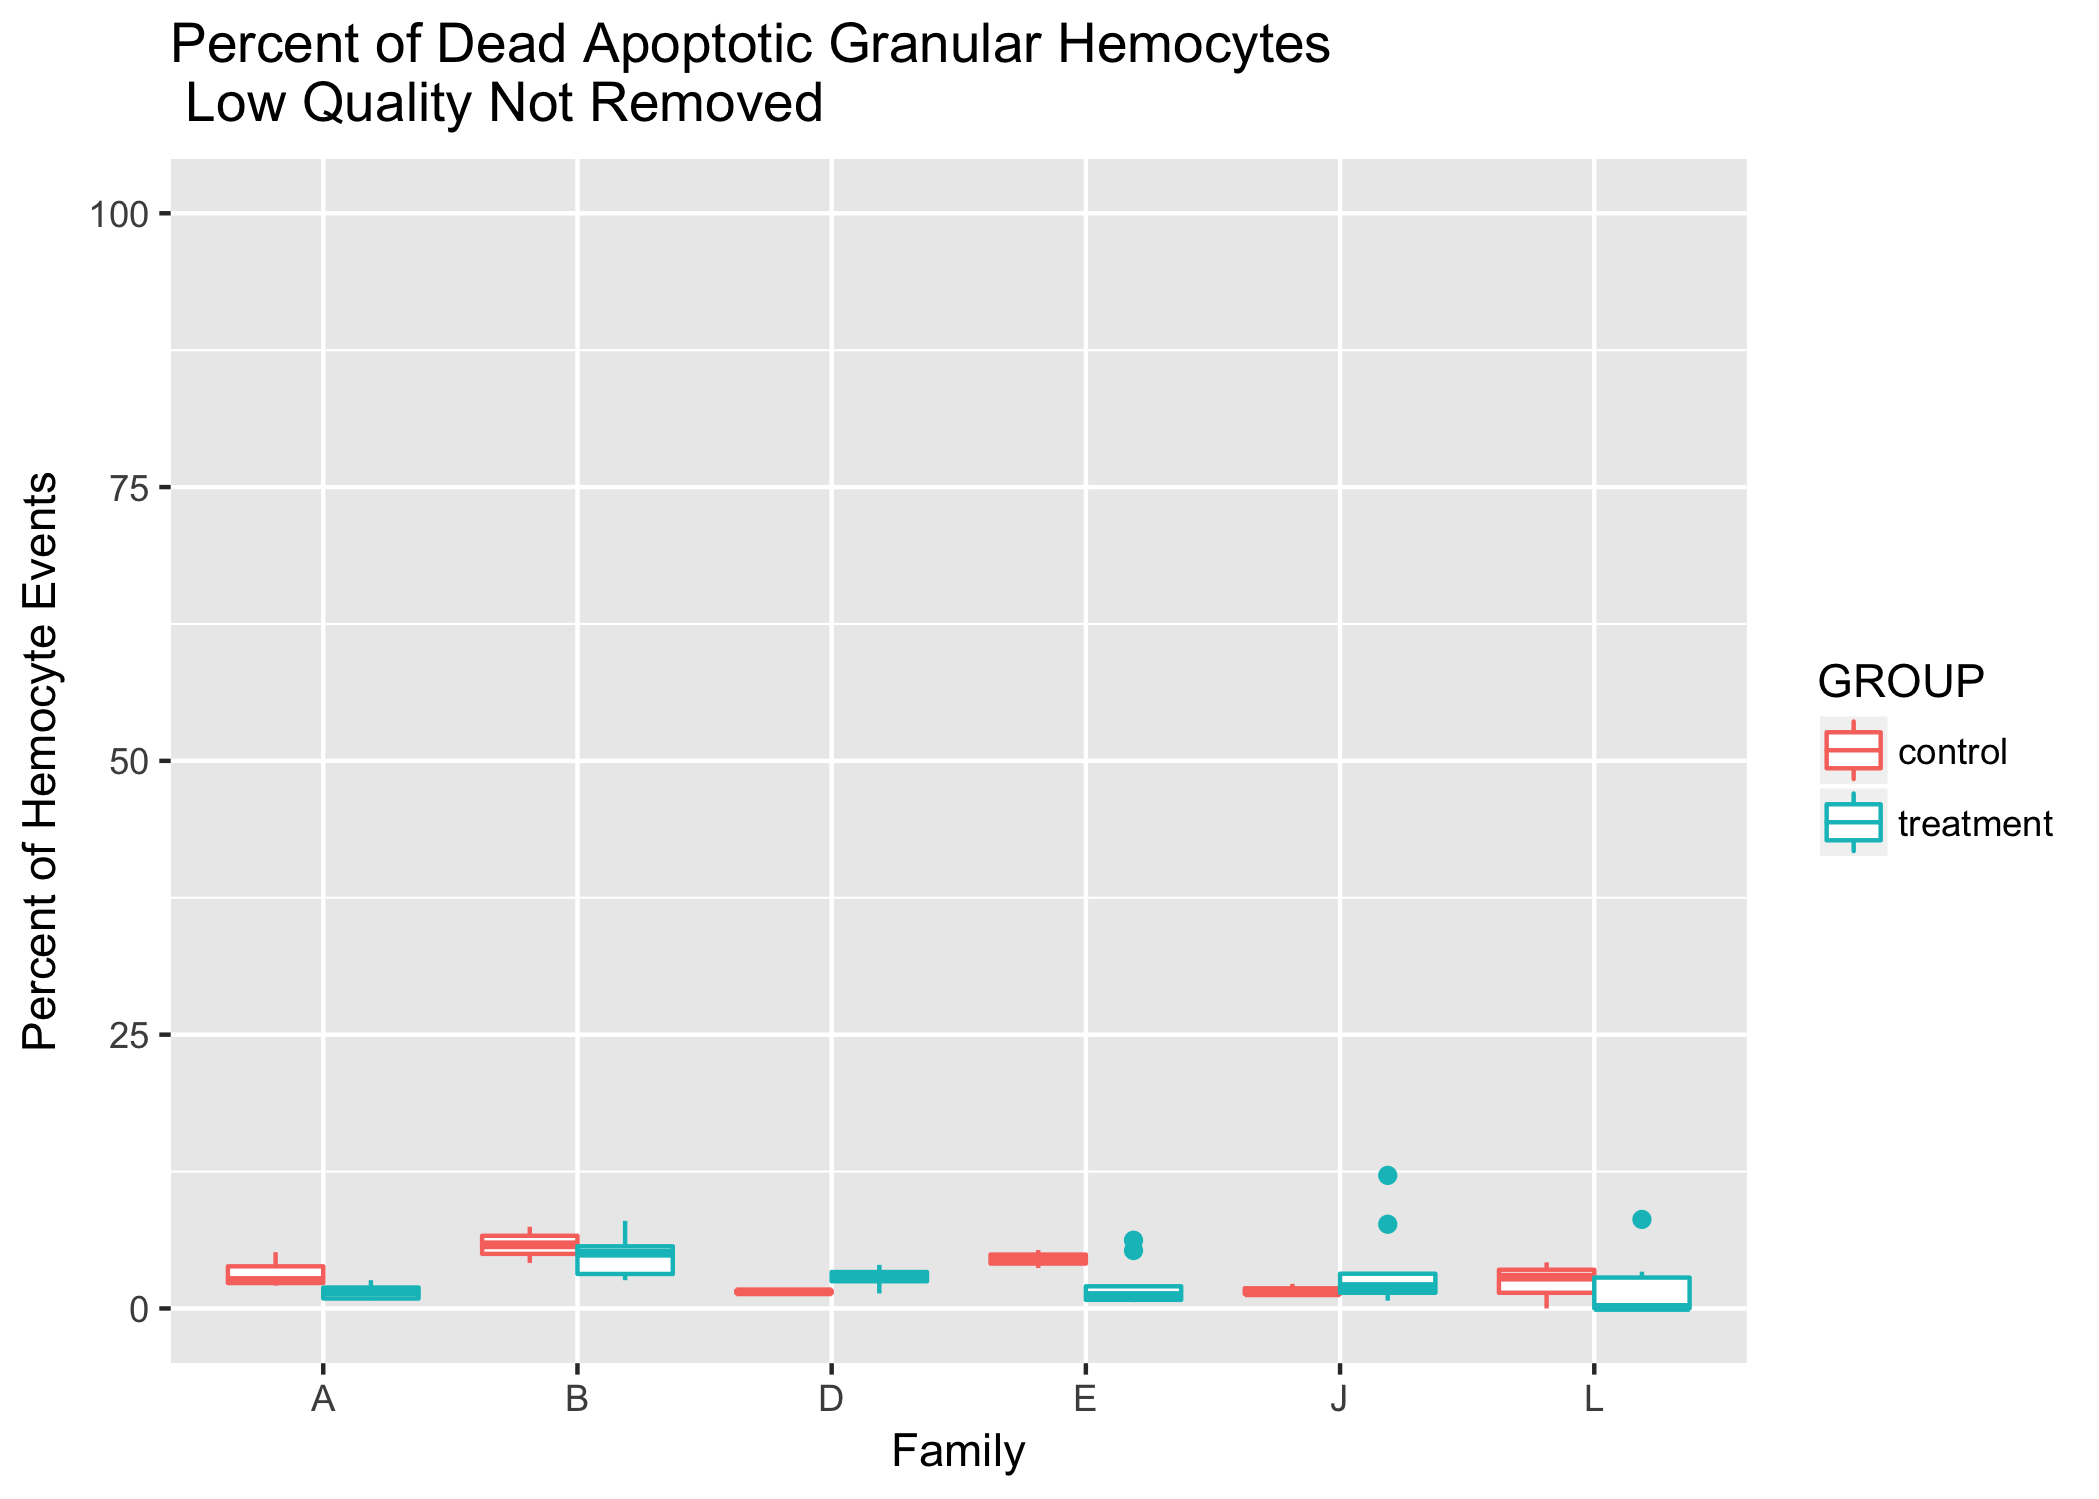 Percent of Dead Apoptotic Granular Hemocytes
Low Quality Not Removed
Percent of Hemocyte Events
100
75
50
25
0
A B D E J L
Family
GROUP
control
treatment